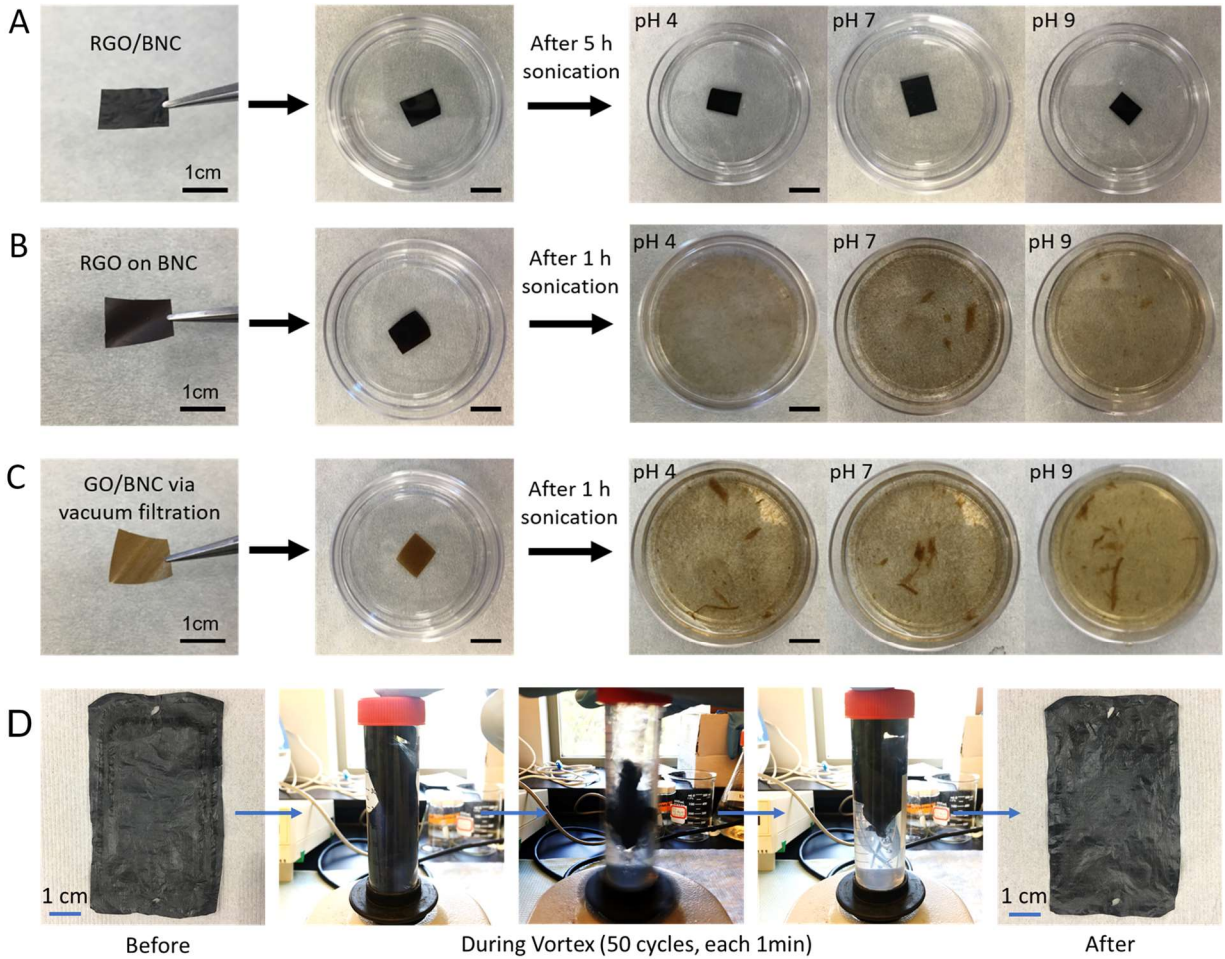 A
RGO/BNC
1cm
After 5 h
sonication
pH 4
pH 7
pH 9
B
RGO on BNC
1cm
After 1 h
sonication
pH 4
pH 7
pH 9
C
GO/BNC via
vacuum filtration
1cm
After 1 h
sonication
pH 4
pH 7
pH 9
D
1 cm
1 cm
Before
During Vortex (50 cycles, each 1min)
After